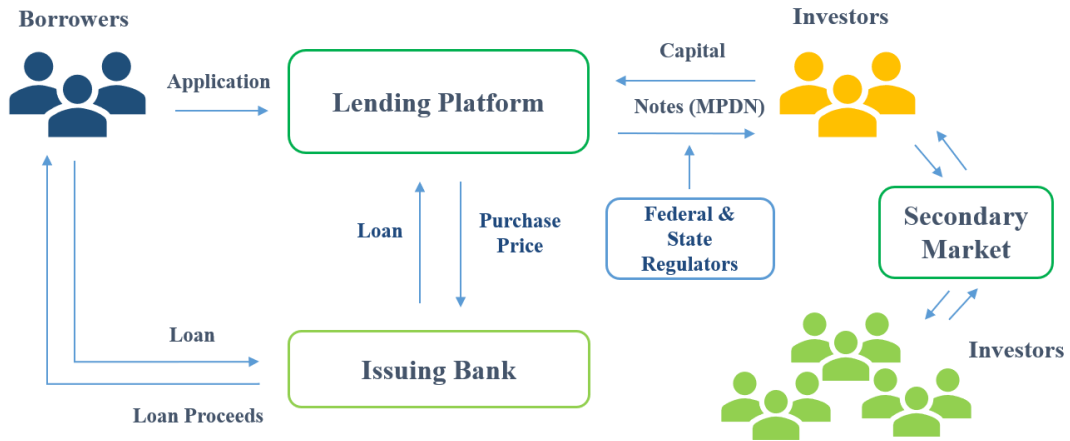 Borrowers
Investors
Application
Lending Platform
Capital
Notes (MPDN)
Loan
Purchase
Price
Federal &
State
Regulators
Secondary
Market
Loan
Issuing Bank
Investors
Loan Proceeds